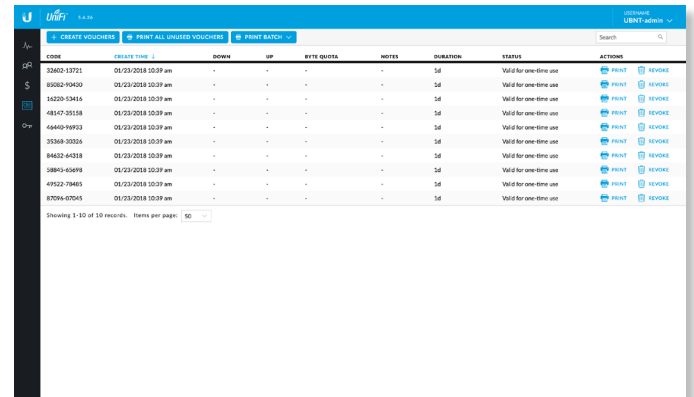 U UniFi 5.6.26 USERNAME
UBNT-admin
CREATE VOUCHERS PRINT ALL UNUSED VOUCHERS PRINT BATCH Search
CODE CREATE TIME ↓ DOWN UP BYTE QUOTA NOTES DURATION STATUS ACTIONS
32602-13721 01/23/2018 10:39 am - - - - 1d Valid for one-time use PRINT REVOKE
85082-90430 01/23/2018 10:39 am - - - - 1d Valid for one-time use PRINT REVOKE
16220-53416 01/23/2018 10:39 am - - - - 1d Valid for one-time use PRINT REVOKE
48147-35158 01/23/2018 10:39 am - - - - 1d Valid for one-time use PRINT REVOKE
46440-96933 01/23/2018 10:39 am - - - - 1d Valid for one-time use PRINT REVOKE
35368-30326 01/23/2018 10:39 am - - - - 1d Valid for one-time use PRINT REVOKE
84632-64318 01/23/2018 10:39 am - - - - 1d Valid for one-time use PRINT REVOKE
58845-65698 01/23/2018 10:39 am - - - - 1d Valid for one-time use PRINT REVOKE
49522-78485 01/23/2018 10:39 am - - - - 1d Valid for one-time use PRINT REVOKE
87096-07045 01/23/2018 10:39 am - - - - 1d Valid for one-time use PRINT REVOKE
Showing 1-10 of 10 records. Items per page: 50